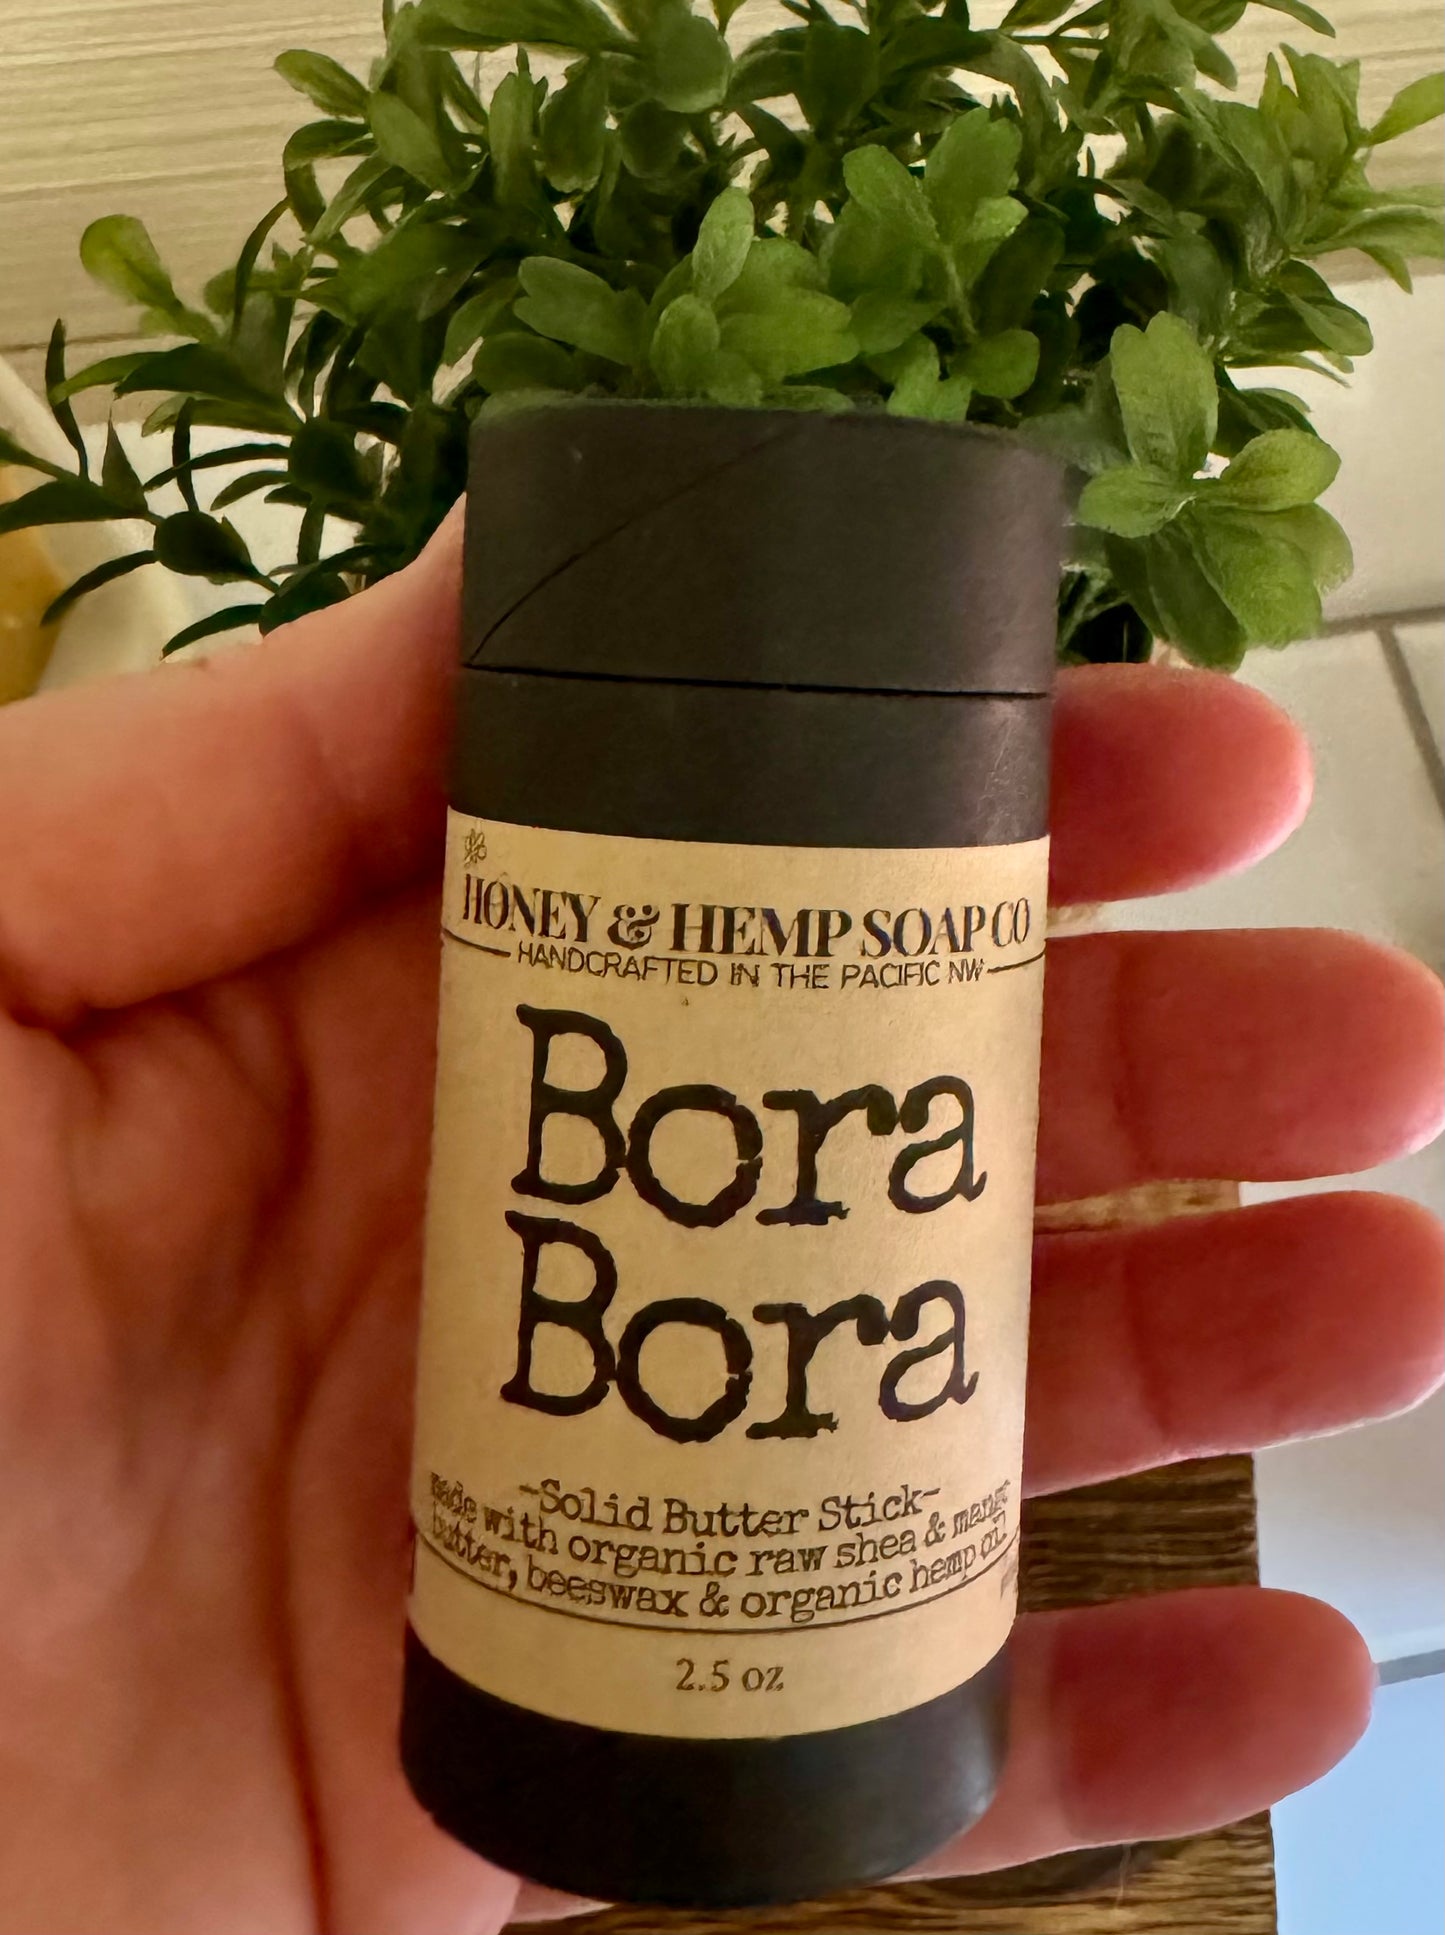 HONEY & HEMP SOAP CO
HANDCRAFTED IN THE PACIFIC NW
Bora
Bora
-Solid Butter Stick-
made with organic raw shea & mango
butter, beeswax & organic hemp oil
2.5 oz